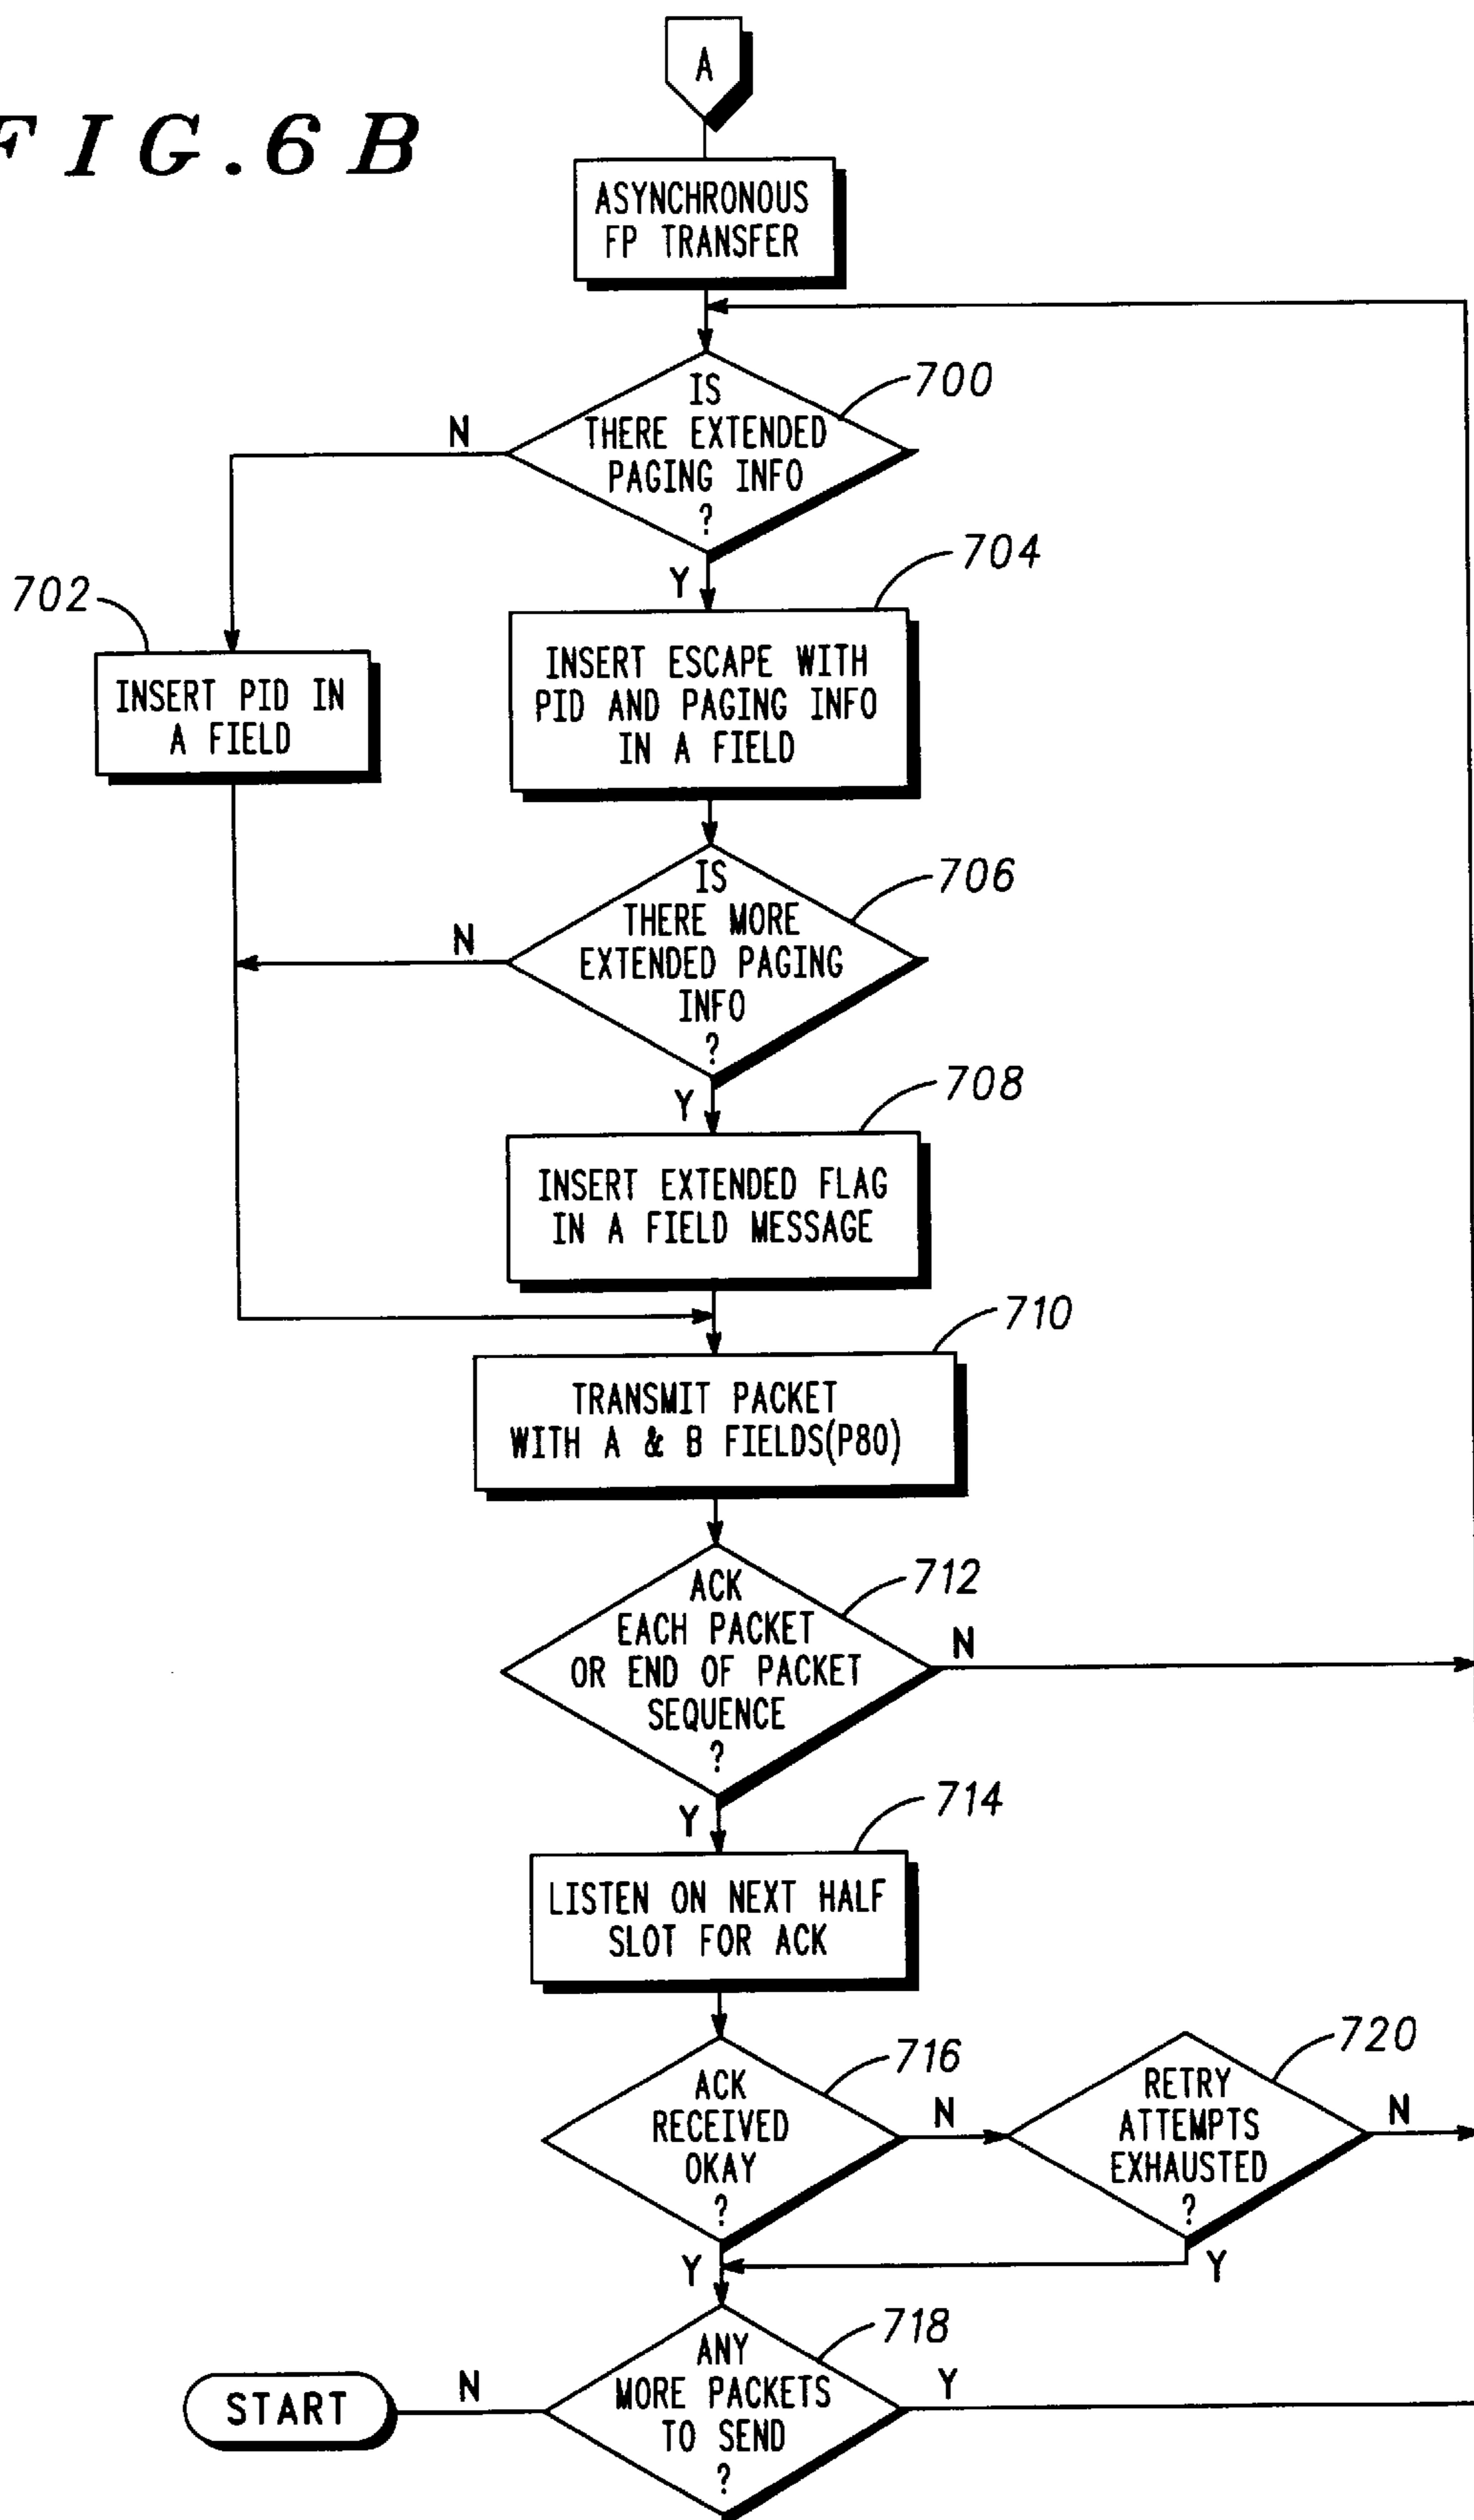 A
FIG.6B
ASYNCHRONOUS
FP TRANSFER
700
IS
THERE EXTENDED
PAGING INFO
?
N
Y
704
702
INSERT PID IN
A FIELD
INSERT ESCAPE WITH
PID AND PAGING INFO
IN A FIELD
706
IS
THERE MORE
EXTENDED PAGING
INFO
?
N
Y
708
INSERT EXTENDED FLAG
IN A FIELD MESSAGE
710
TRANSMIT PACKET
WITH A & B FIELDS(P80)
712
ACK
EACH PACKET
OR END OF PACKET
SEQUENCE
?
N
Y
714
LISTEN ON NEXT HALF
SLOT FOR ACK
716
ACK
RECEIVED
OKAY
?
N
Y
720
RETRY
ATTEMPTS
EXHAUSTED
?
N
Y
718
ANY
MORE PACKETS
TO SEND
?
Y
N
START